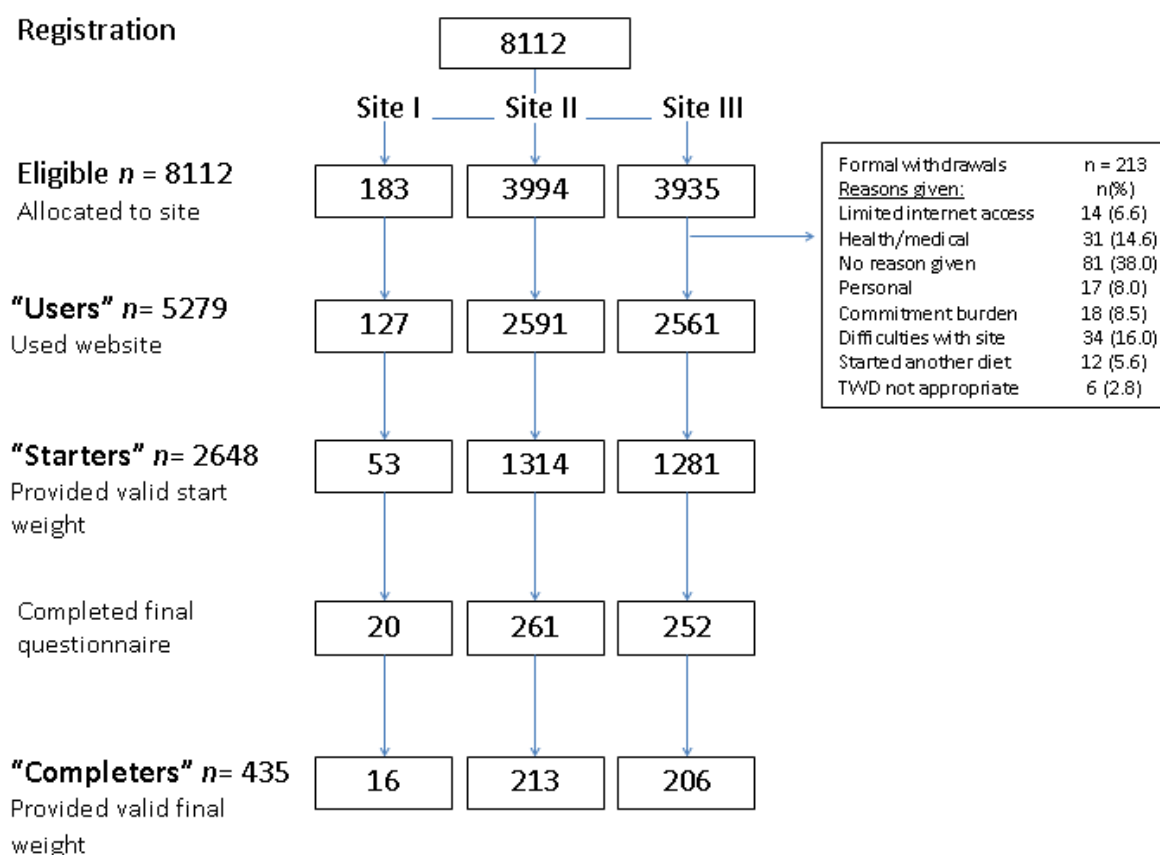 Registration
8112
Site I Site II Site III
Eligible n = 8112
Allocated to site
183 3994 3935
Formal withdrawals n = 213
Reasons given: n(%)
Limited internet access 14 (6.6)
Health/medical 31 (14.6)
No reason given 81 (38.0)
Personal 17 (8.0)
Commitment burden 18 (8.5)
Difficulties with site 34 (16.0)
Started another diet 12 (5.6)
TWD not appropriate 6 (2.8)
"Users" n= 5279
Used website
127 2591 2561
"Starters" n= 2648
Provided valid start
weight
53 1314 1281
Completed final
questionnaire
20 261 252
"Completers" n= 435
Provided valid final
weight
16 213 206